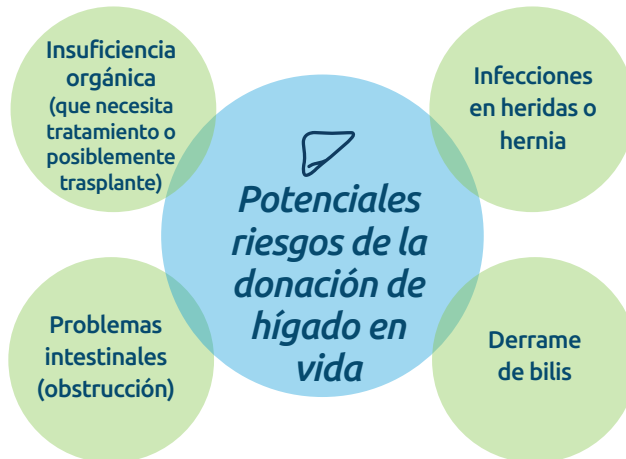 Insuficiencia
orgánica
(que necesita
tratamiento o
posiblemente
trasplante)
Infecciones
en heridas o
hernia
Potenciales
riesgos de la
donación de
hígado en
vida
Problemas
intestinales
(obstrucción)
Derrame
de bilis